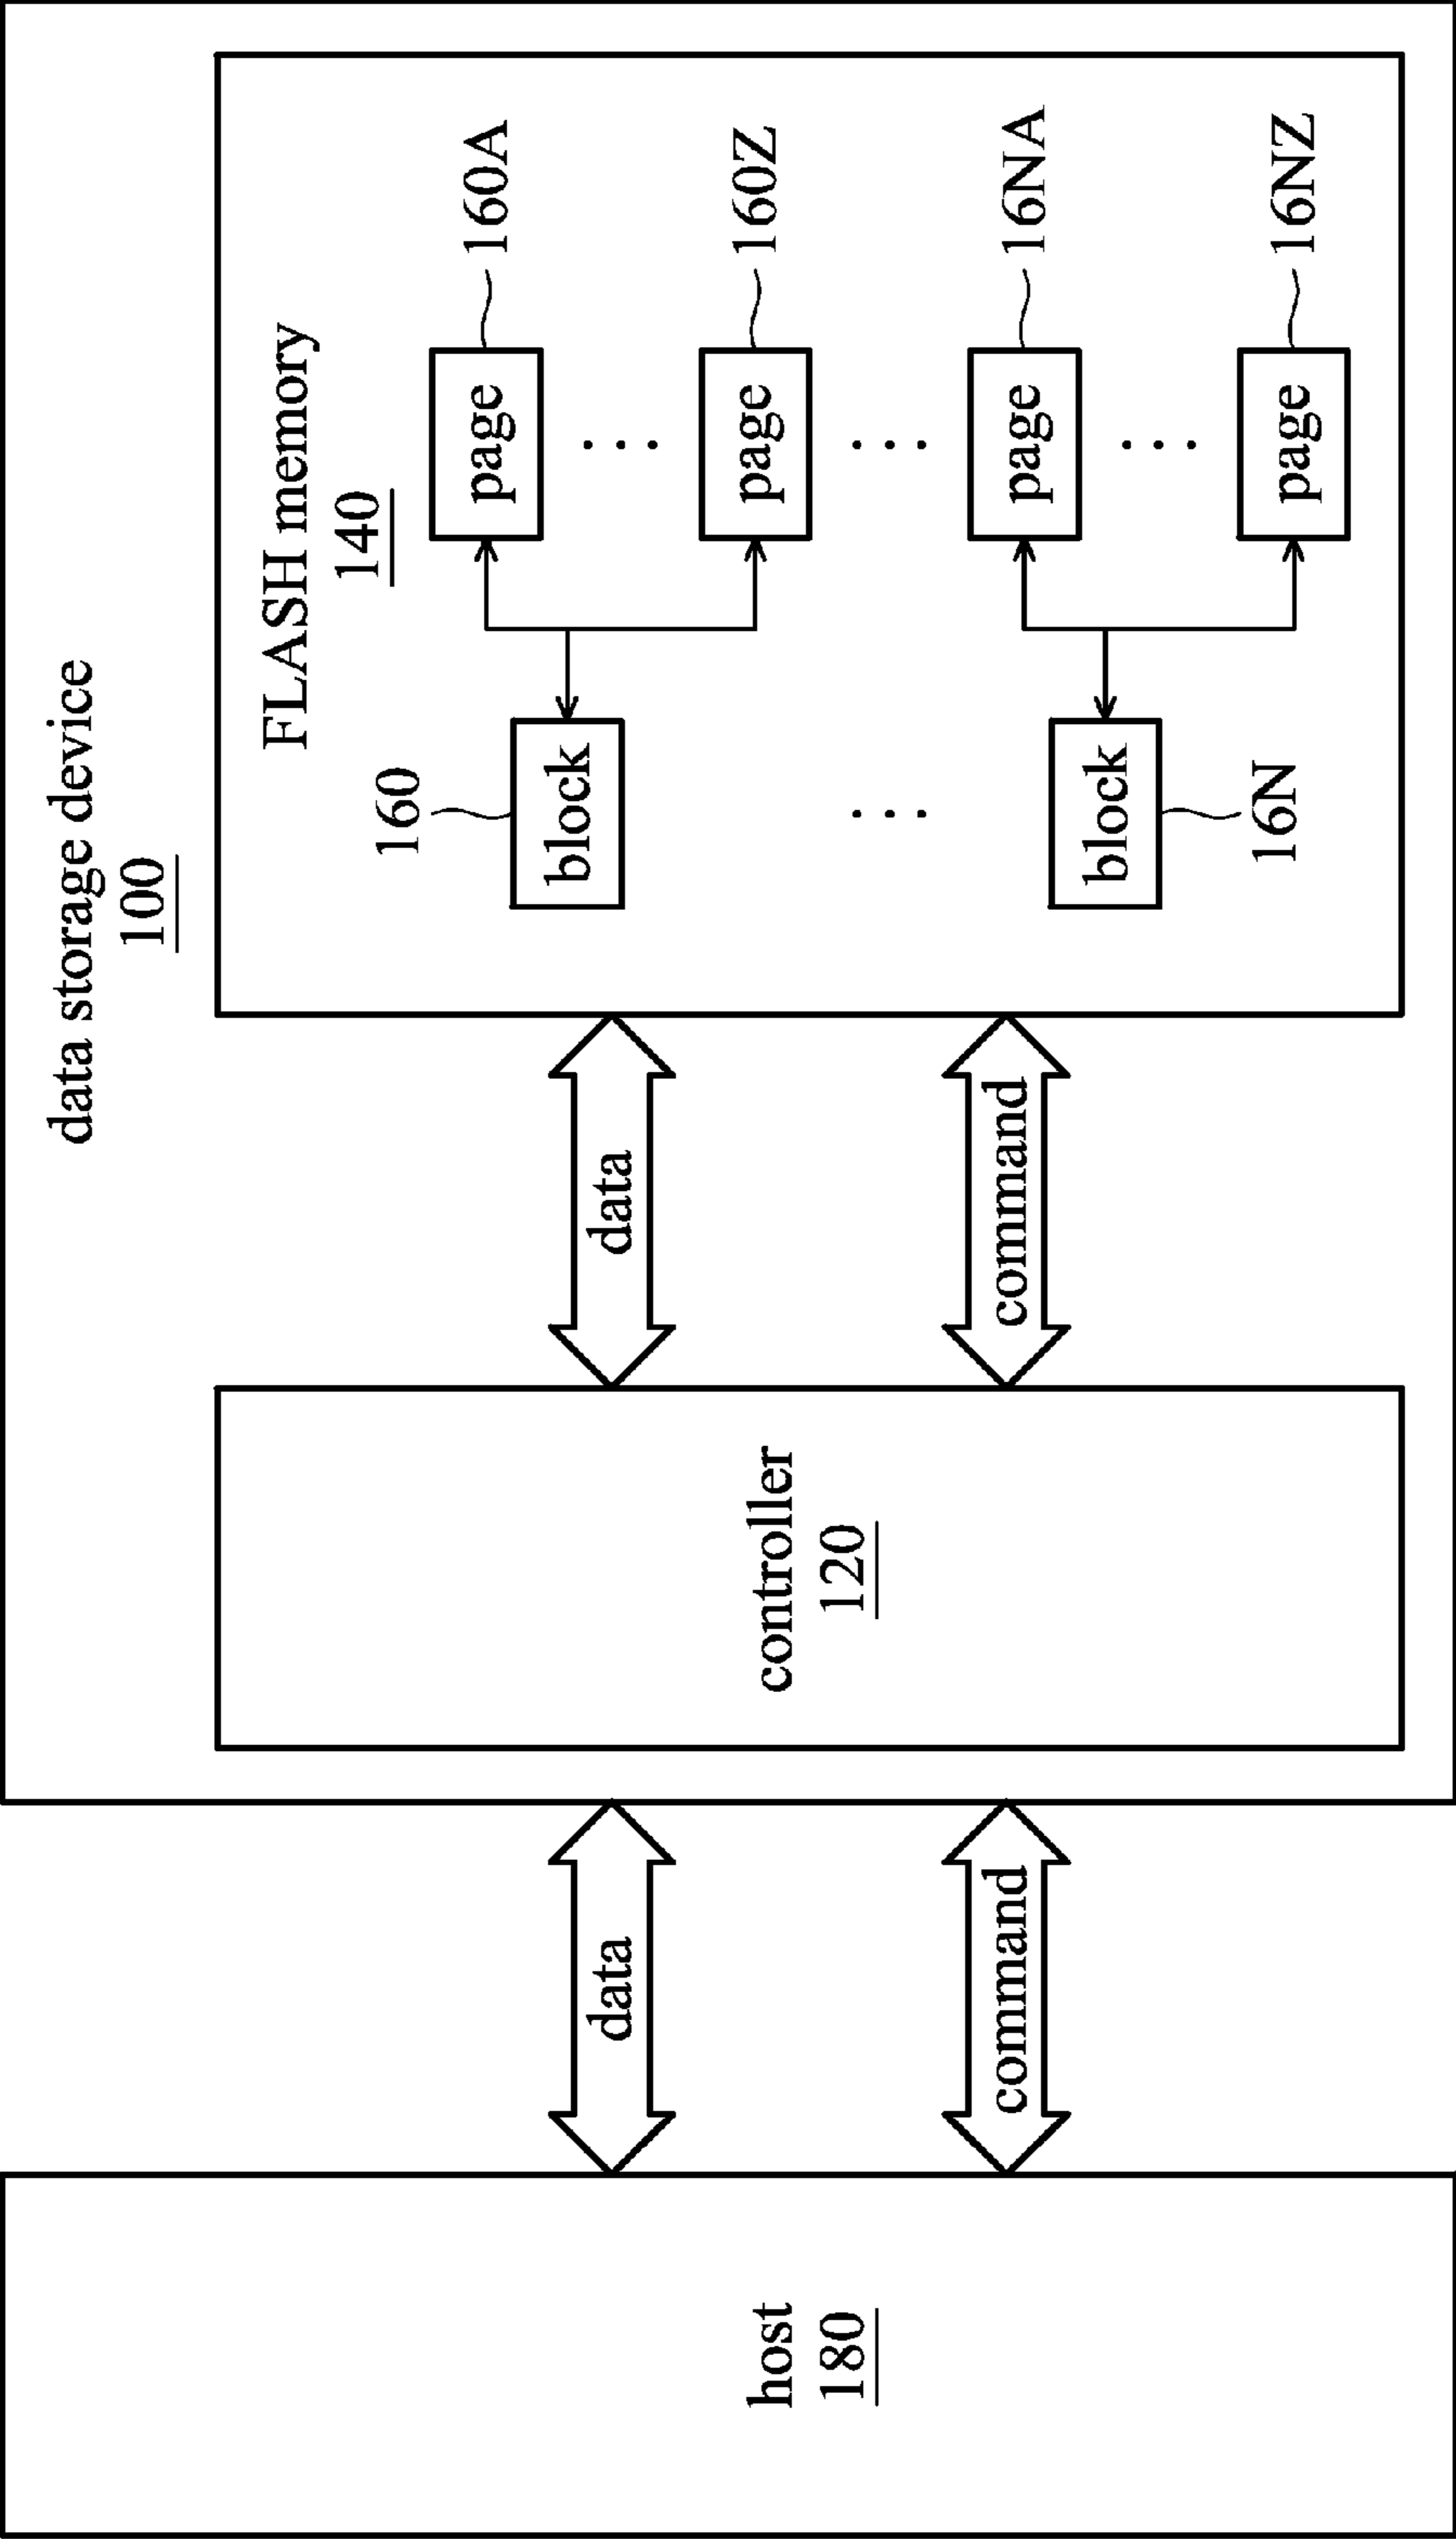 data storage device
100
FLASH memory
140
160
block
page
160A
page
160Z
page
16NA
block
16N
page
16NZ
data
command
controller
120
data
command
host
180